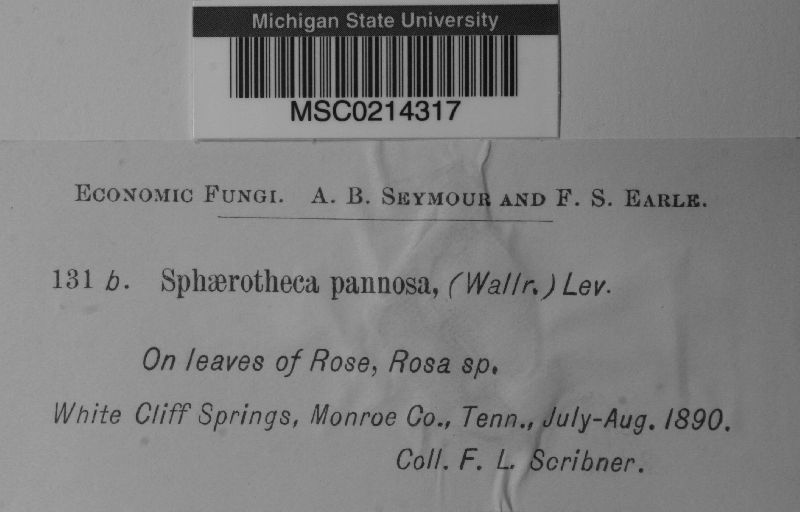 Michigan State University
MSC0214317
Economic Fungi. A. B. Seymour and F. S. Earle.
131 b. Sphærotheca pannosa, (Wallr.) Lev.
On leaves of Rose, Rosa sp.
White Cliff Springs, Monroe Co., Tenn., July-Aug. 1890.
Coll. F. L. Scribner.